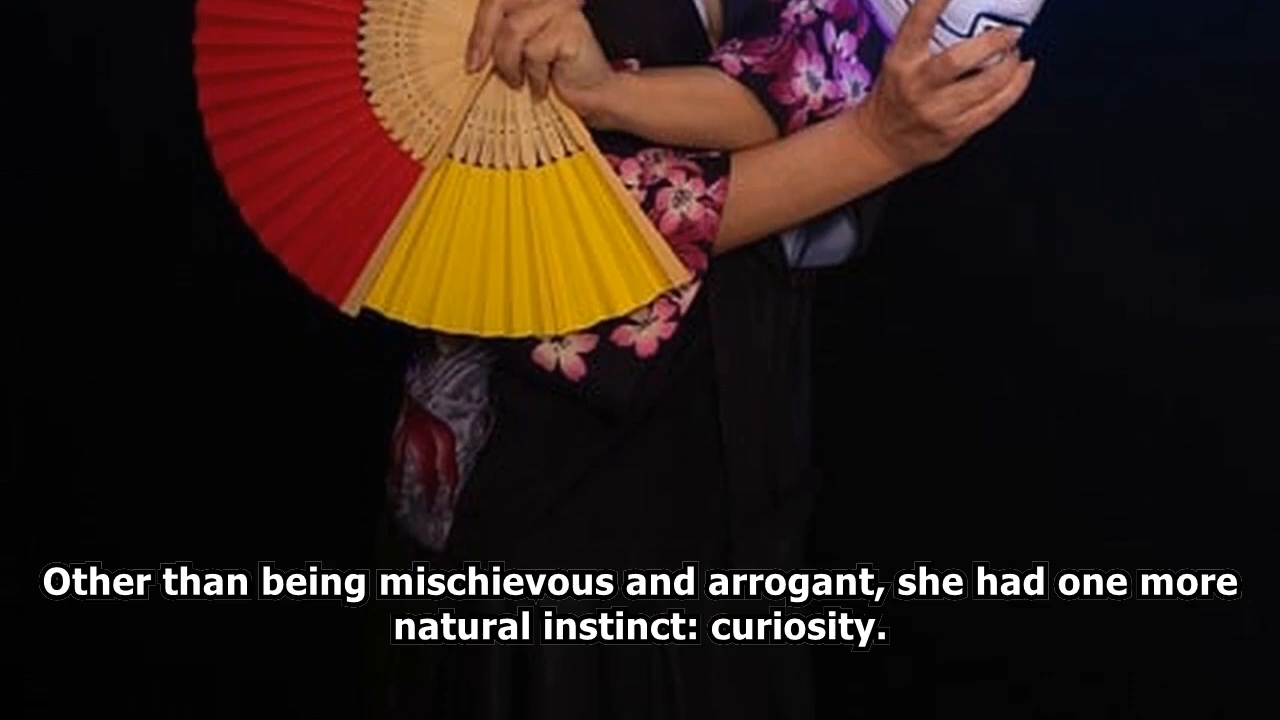 Other than being mischievous and arrogant, she had one more
natural instinct: curiosity.